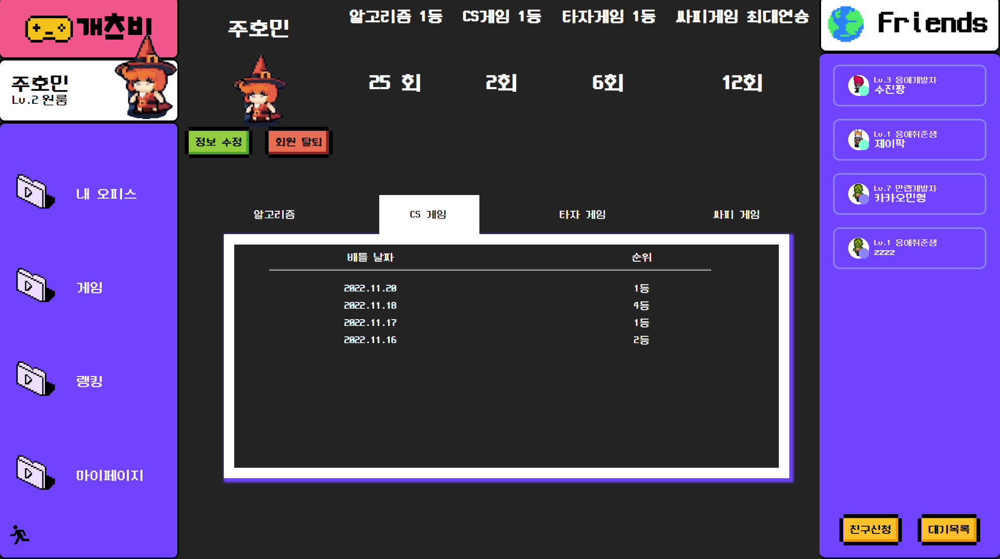 개츠비
주호민
Lv.2 원룸
내 오피스
게임
랭킹
마이페이지
주호민
정보 수정
회원 탈퇴
알고리즘 1등
CS게임 1등
타자게임 1등
싸피게임 최대연승
25 회
2회
6회
12회
알고리즘
CS 게임
타자 게임
싸피 게임
배틀 날짜 순위
2022.11.20 1등
2022.11.18 4등
2022.11.17 1등
2022.11.16 2등
Friends
Lv.3 응애개발자
수진짱
Lv.1 응애취준생
제이팍
Lv.7 만렙개발자
카카오민형
Lv.1 응애취준생
zzzz
친구신청
대기목록